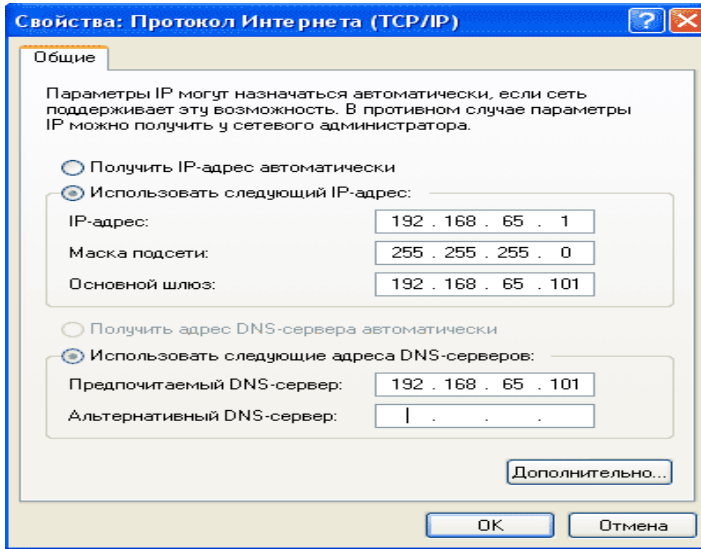 Свойства: Протокол Интернета (TCP/IP)
Общие
Параметры IP могут назначаться автоматически, если сеть
поддерживает эту возможность. В противном случае параметры
IP можно получить у сетевого администратора.
Получить IP-адрес автоматически
Использовать следующий IP-адрес:
IP-адрес: 192 . 168 . 65 . 1
Маска подсети: 255 . 255 . 255 . 0
Основной шлюз: 192 . 168 . 65 . 101
Получить адрес DNS-сервера автоматически
Использовать следующие адреса DNS-серверов:
Предпочитаемый DNS-сервер: 192 . 168 . 65 . 101
Альтернативный DNS-сервер: . . .
Дополнительно...
OK Отмена